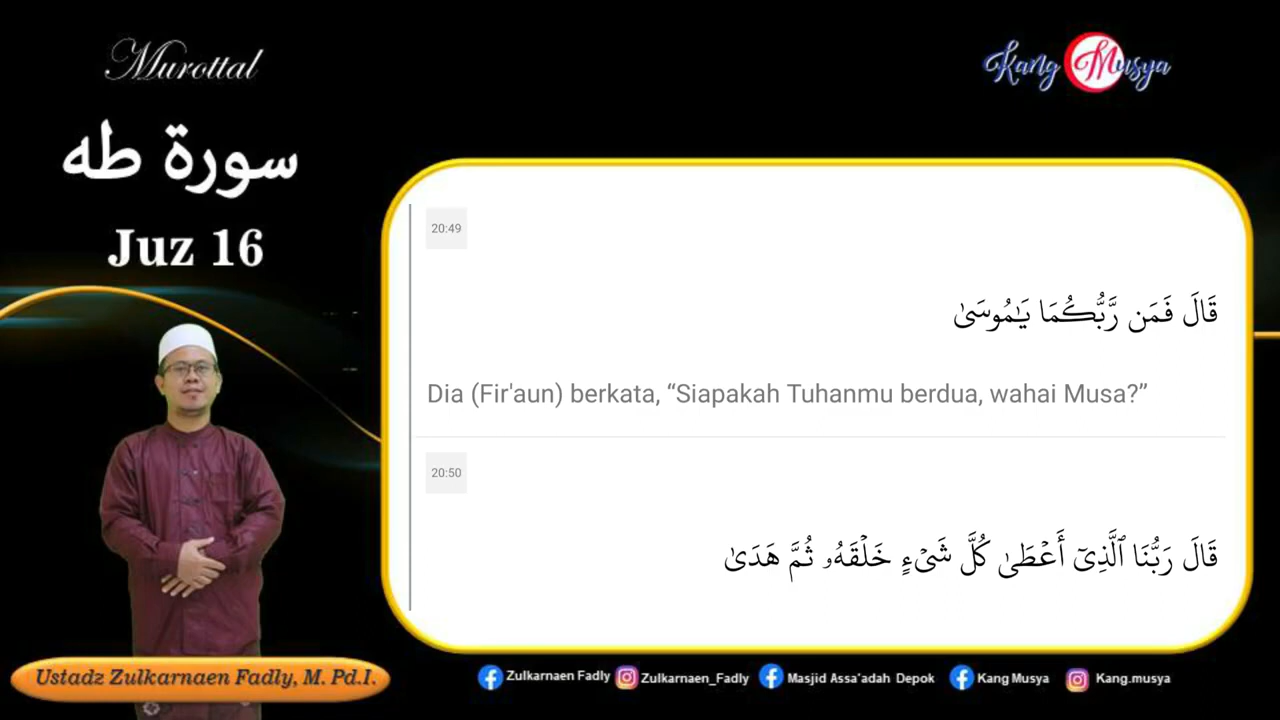 Murottal
سورة طه
Juz 16
Kang Musya
20:49
قَالَ فَمَن رَّبُّكُمَا يَـٰمُوسَىٰ
Dia (Fir'aun) berkata, “Siapakah Tuhanmu berdua, wahai Musa?”
20:50
قَالَ رَبُّنَا ٱلَّذِىٓ أَعْطَىٰ كُلَّ شَىْءٍ خَلْقَهُۥ ثُمَّ هَدَىٰ
Ustadz Zulkarnaen Fadly, M. Pd.I.
Zulkarnaen Fadly Zulkarnaen_Fadly Masjid Assa'adah Depok Kang Musya Kang.musya